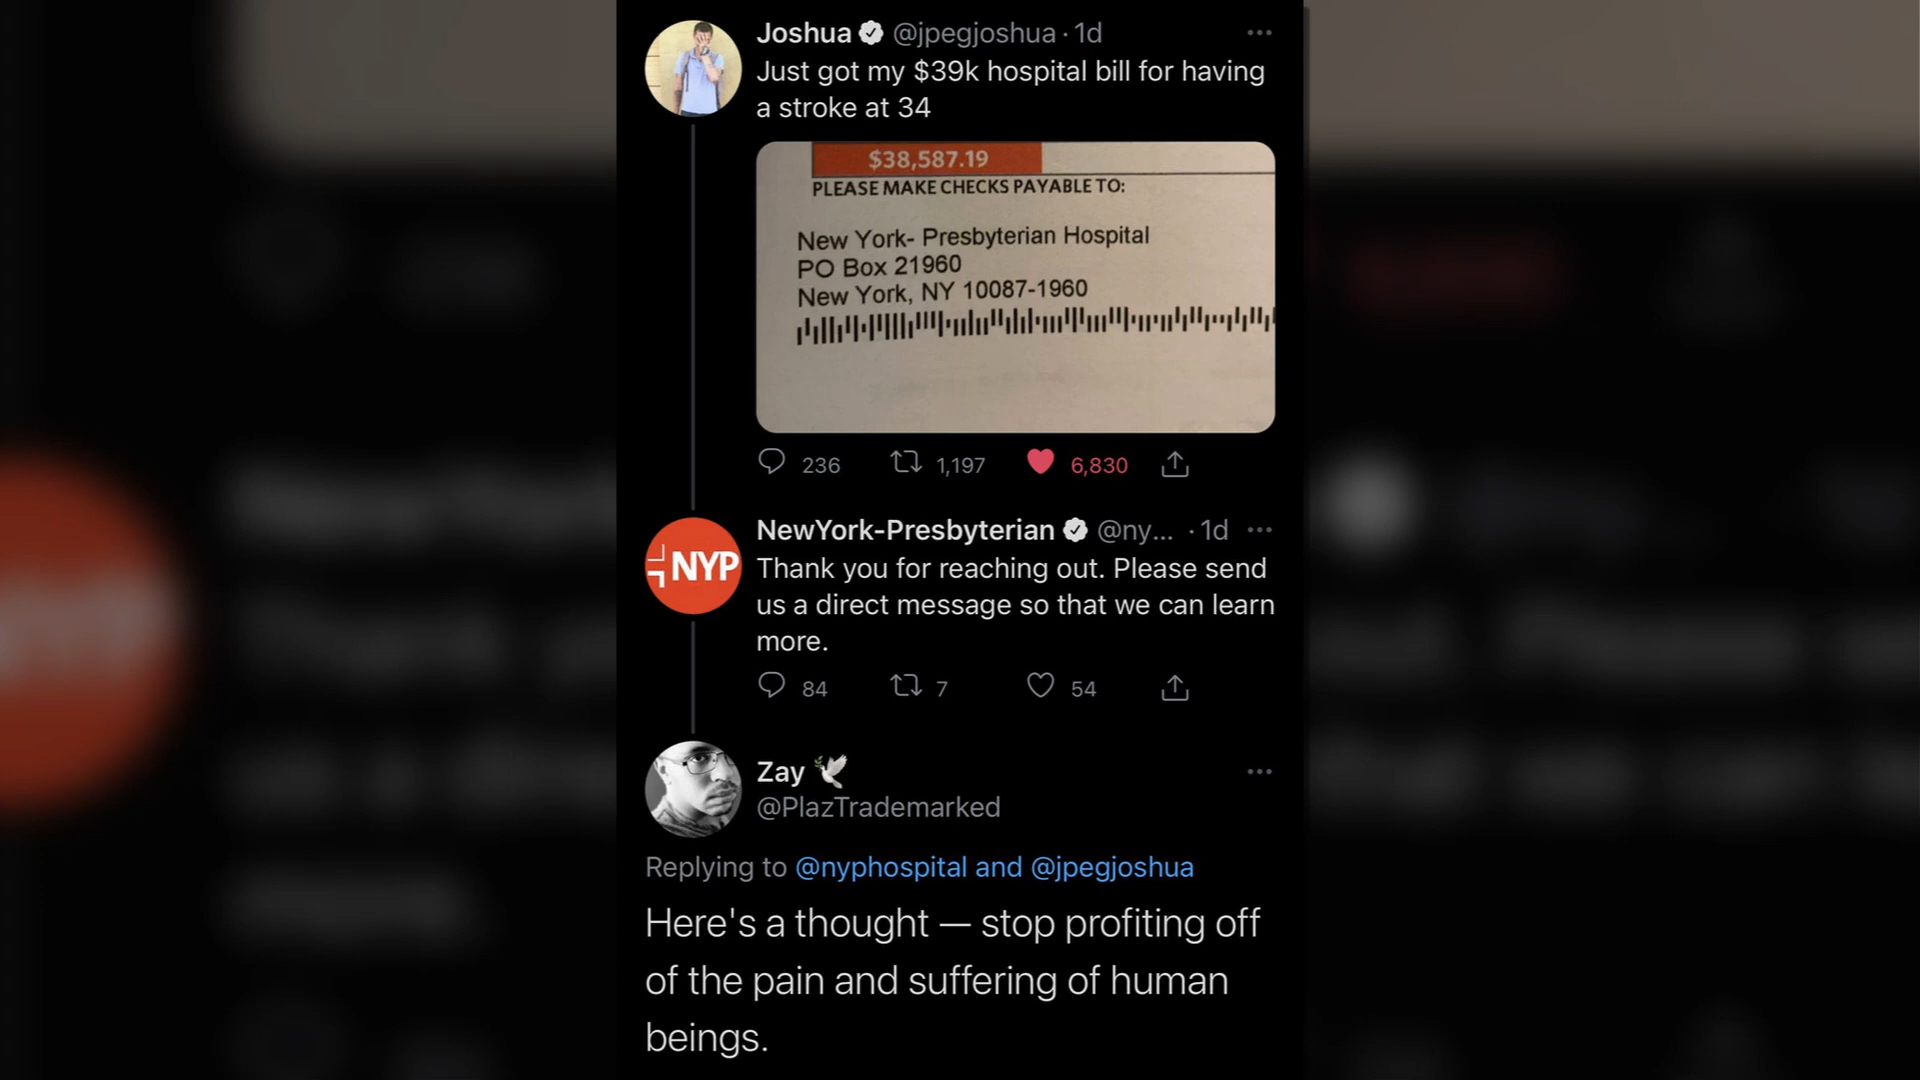 Joshua @jpegjoshua · 1d
Just got my $39k hospital bill for having
a stroke at 34
$38,587.19
PLEASE MAKE CHECKS PAYABLE TO:
New York- Presbyterian Hospital
PO Box 21960
New York, NY 10087-1960
236 1,197 6,830
NewYork-Presbyterian @ny... · 1d
NYP
Thank you for reaching out. Please send
us a direct message so that we can learn
more.
84 7 54
Zay 🕊️
@PlazTrademarked
Replying to @nyphospital and @jpegjoshua
Here's a thought — stop profiting off
of the pain and suffering of human
beings.